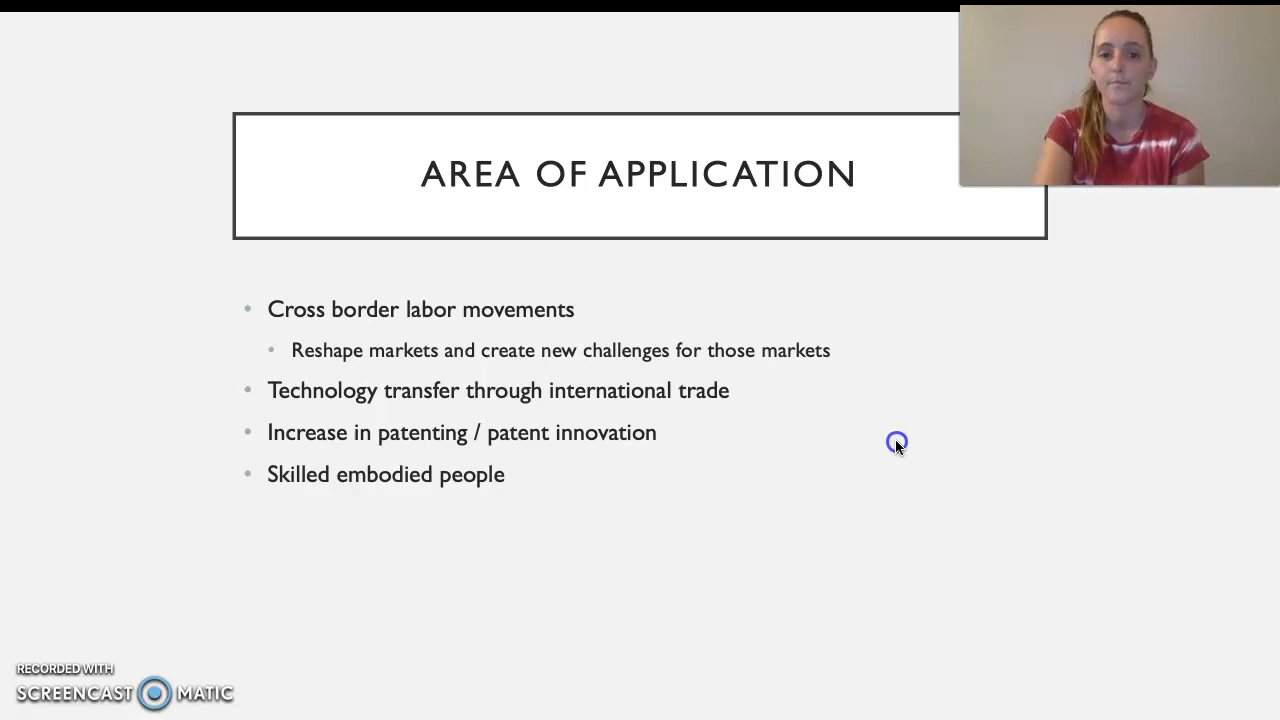 AREA OF APPLICATION
Cross border labor movements
Reshape markets and create new challenges for those markets
Technology transfer through international trade
Increase in patenting / patent innovation
Skilled embodied people
RECORDED WITH
SCREENCAST MATIC